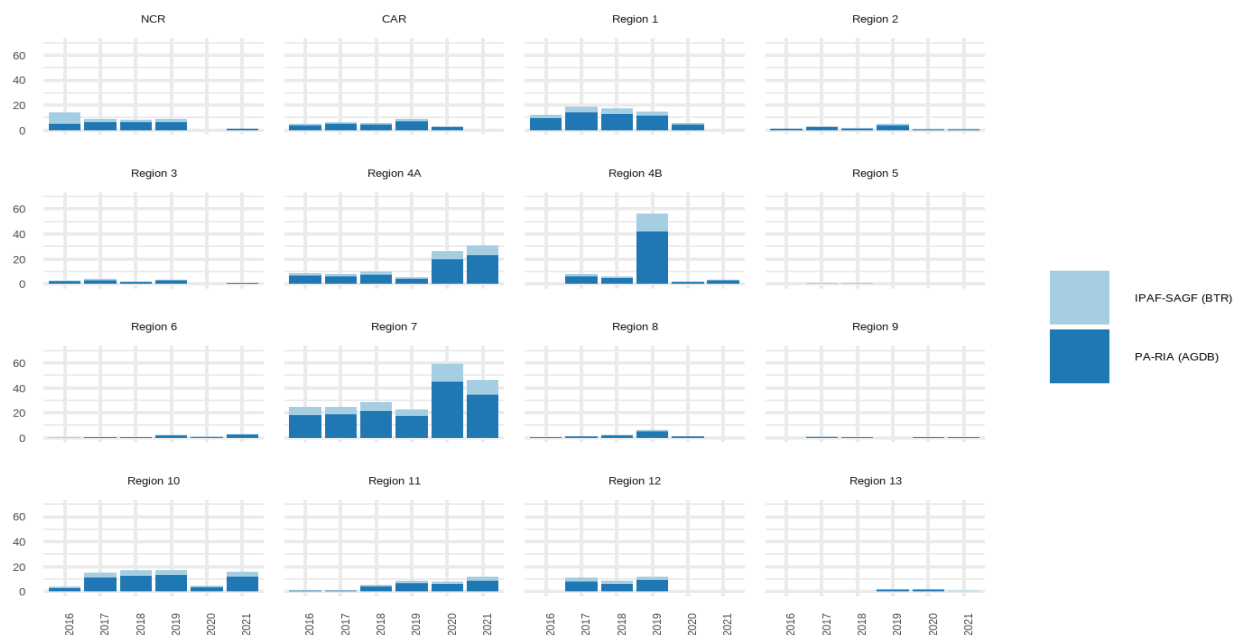 NCR
CAR
Region 1
Region 2
60
40
20
0
Region 3
Region 4A
Region 4B
Region 5
60
40
20
0
IPAF-SAGF (BTR)
PA-RIA (AGDB)
Region 6
Region 7
Region 8
Region 9
60
40
20
0
Region 10
Region 11
Region 12
Region 13
60
40
20
0
2016 2017 2018 2019 2020 2021
2016 2017 2018 2019 2020 2021
2016 2017 2018 2019 2020 2021
2016 2017 2018 2019 2020 2021